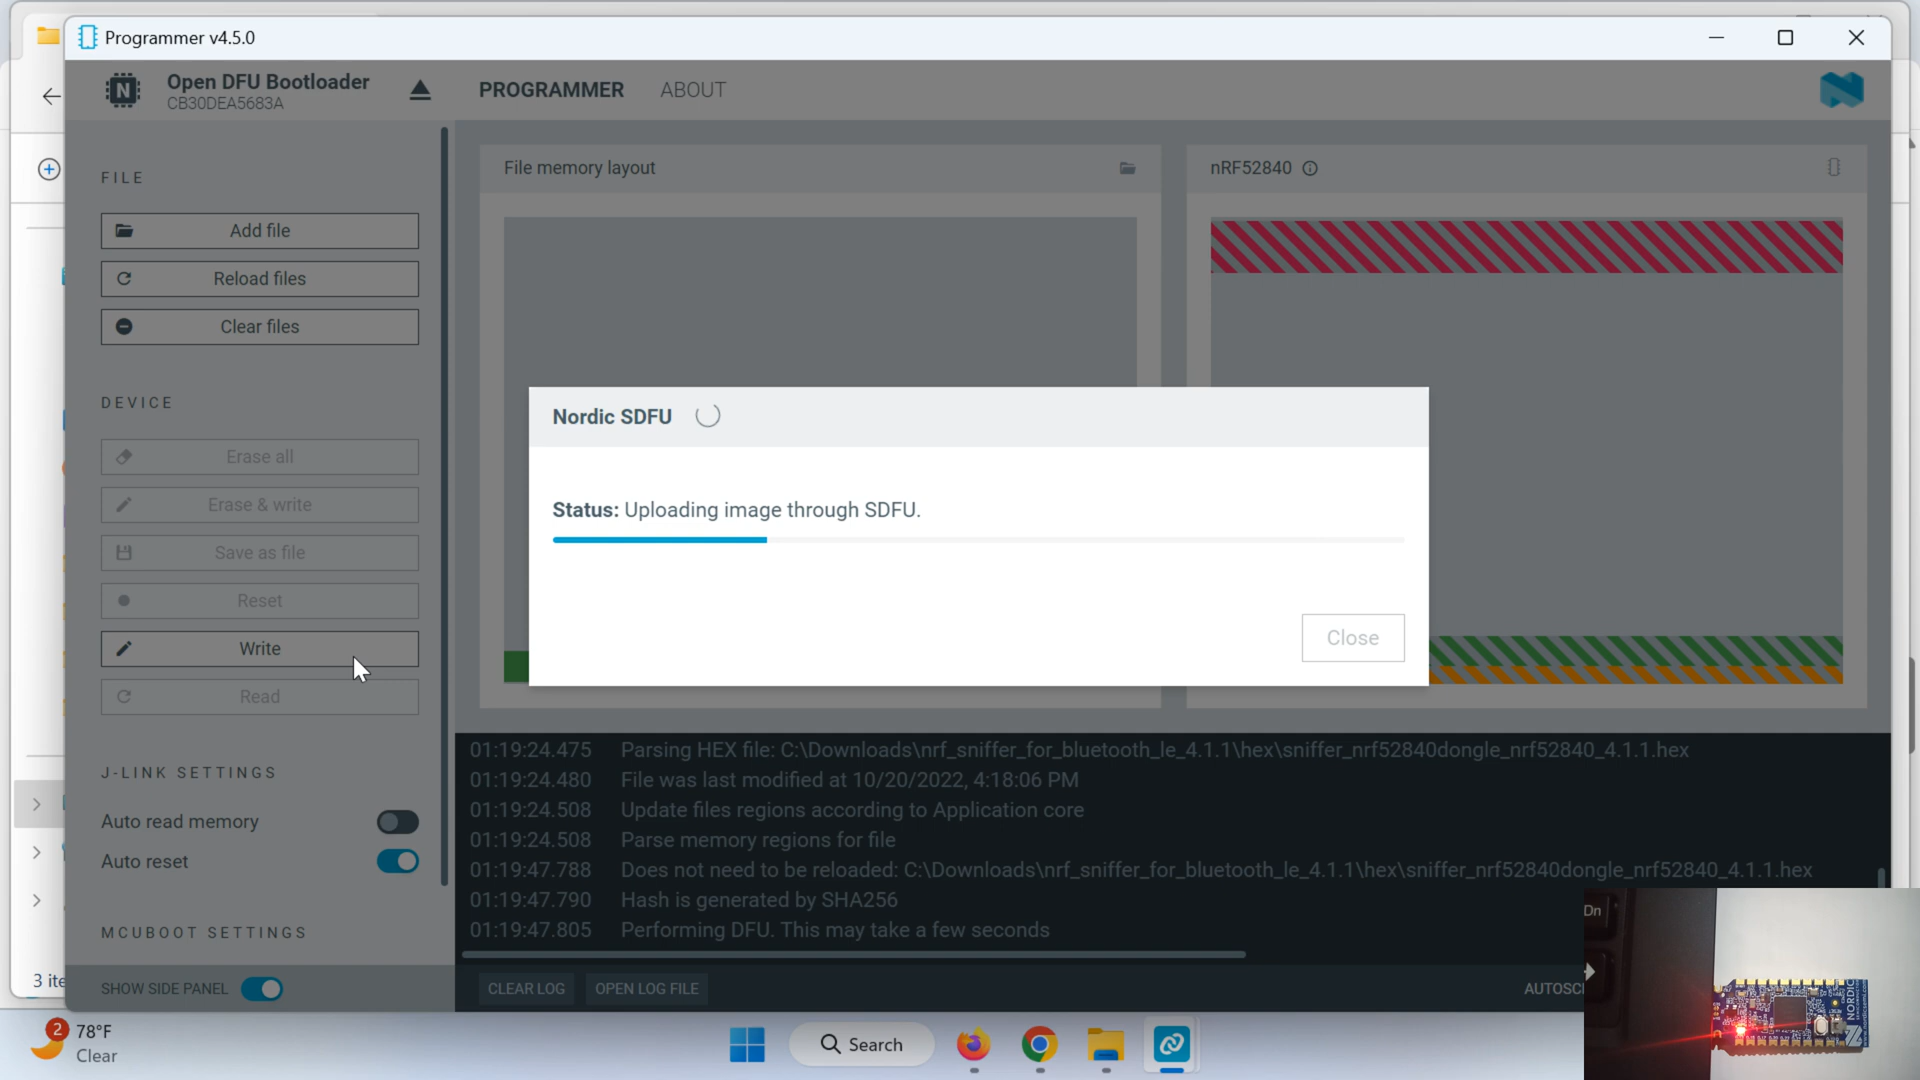 Programmer v4.5.0
Open DFU Bootloader
CB30DEA5683A
PROGRAMMER
ABOUT
FILE
Add file
Reload files
Clear files
DEVICE
Erase all
Erase & write
Save as file
Reset
Write
Read
J-LINK SETTINGS
Auto read memory
Auto reset
MCUBOOT SETTINGS
SHOW SIDE PANEL
File memory layout
nRF52840
Nordic SDFU
Status: Uploading image through SDFU.
Close
01:19:24.475 Parsing HEX file: C:\Downloads\nrf_sniffer_for_bluetooth_le_4.1.1\hex\sniffer_nrf52840dongle_nrf52840_4.1.1.hex
01:19:24.480 File was last modified at 10/20/2022, 4:18:06 PM
01:19:24.508 Update files regions according to Application core
01:19:24.508 Parse memory regions for file
01:19:47.788 Does not need to be reloaded: C:\Downloads\nrf_sniffer_for_bluetooth_le_4.1.1\hex\sniffer_nrf52840dongle_nrf52840_4.1.1.hex
01:19:47.790 Hash is generated by SHA256
01:19:47.805 Performing DFU. This may take a few seconds
CLEAR LOG
OPEN LOG FILE
AUTOSC
3 ite
2
78°F
Clear
Search
Dn
NORDIC